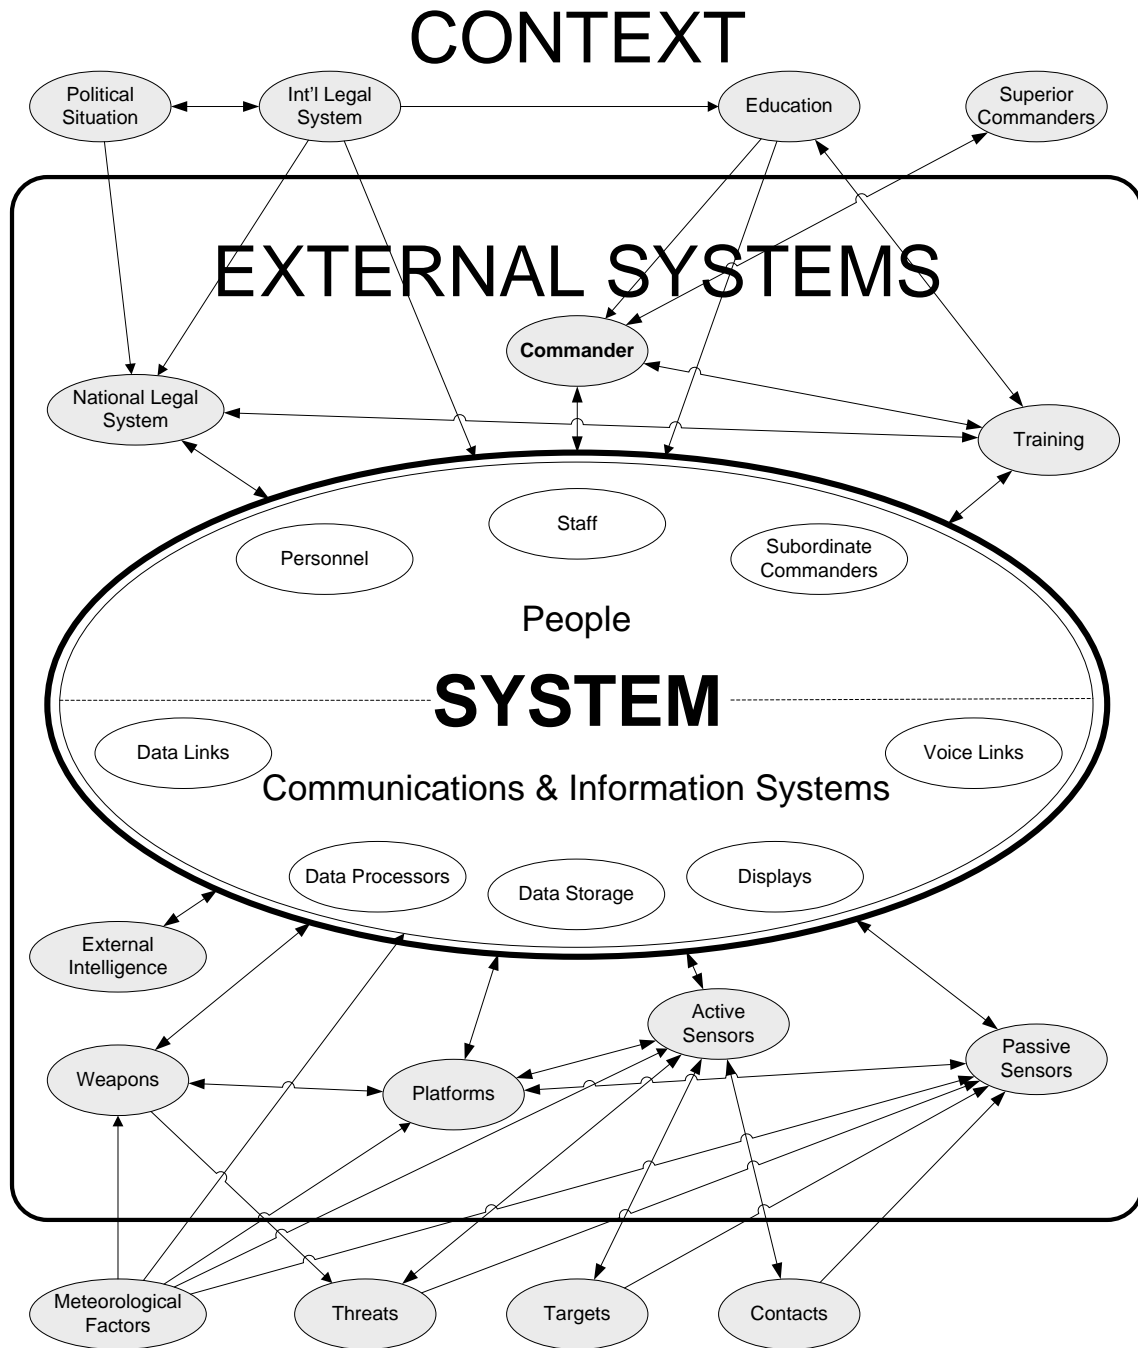 CONTEXT
Political
Situation
Int'l Legal
System
Education
Superior
Commanders
EXTERNAL SYSTEMS
Commander
National Legal
System
Training
Staff
Personnel
Subordinate
Commanders
People
SYSTEM
Data Links
Voice Links
Communications & Information Systems
Data Processors
Data Storage
Displays
External
Intelligence
Active
Sensors
Passive
Sensors
Weapons
Platforms
Meteorological
Factors
Threats
Targets
Contacts